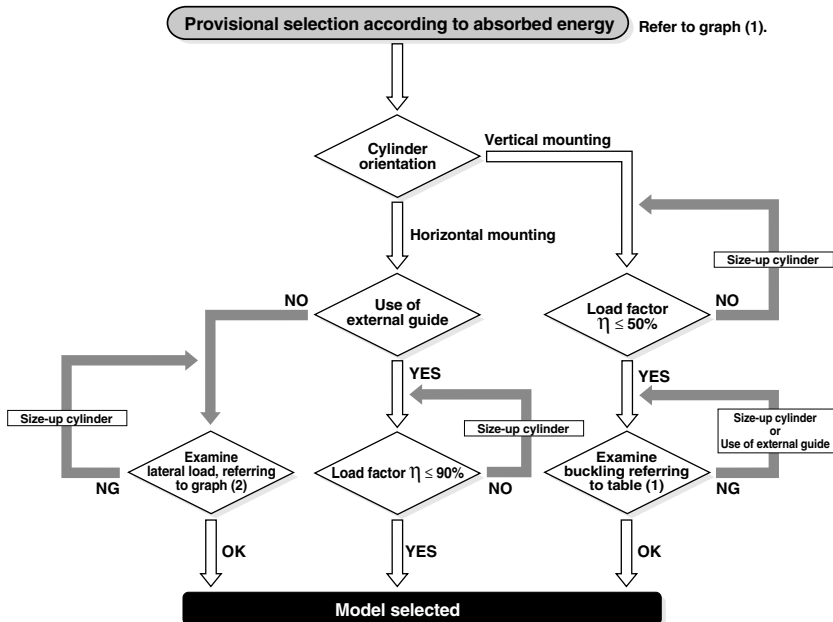 Provisional selection according to absorbed energy
Refer to graph (1).
Cylinder
orientation
Vertical mounting
Horizontal mounting
Size-up cylinder
NO
Use of
external guide
Load factor
η ≤ 50%
NO
YES
YES
Size-up cylinder
Size-up cylinder
Size-up cylinder
or
Use of external guide
Examine
lateral load, referring
to graph (2)
NG
Load factor η ≤ 90%
NO
Examine
buckling referring
to table (1)
NG
OK
YES
OK
Model selected